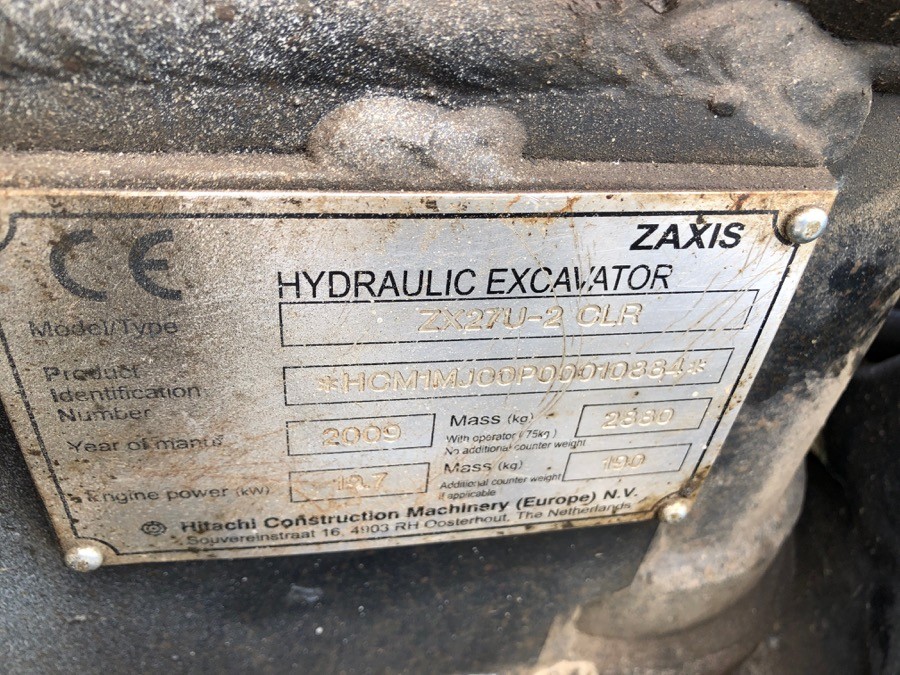 CE
ZAXIS
HYDRAULIC EXCAVATOR
Model/Type ZX27U-2 CLR
Product Identification Number *HCM1MJ00P00010884*
Year of manuf 2009
Mass (kg) 2880
With operator (75kg)
No additional counter weight
Engine power (kW) 19.7
Mass (kg) 190
Additional counter weight
if applicable
Hitachi Construction Machinery (Europe) N.V.
Souvereinstraat 16, 4903 RH Oosterhout, The Netherlands